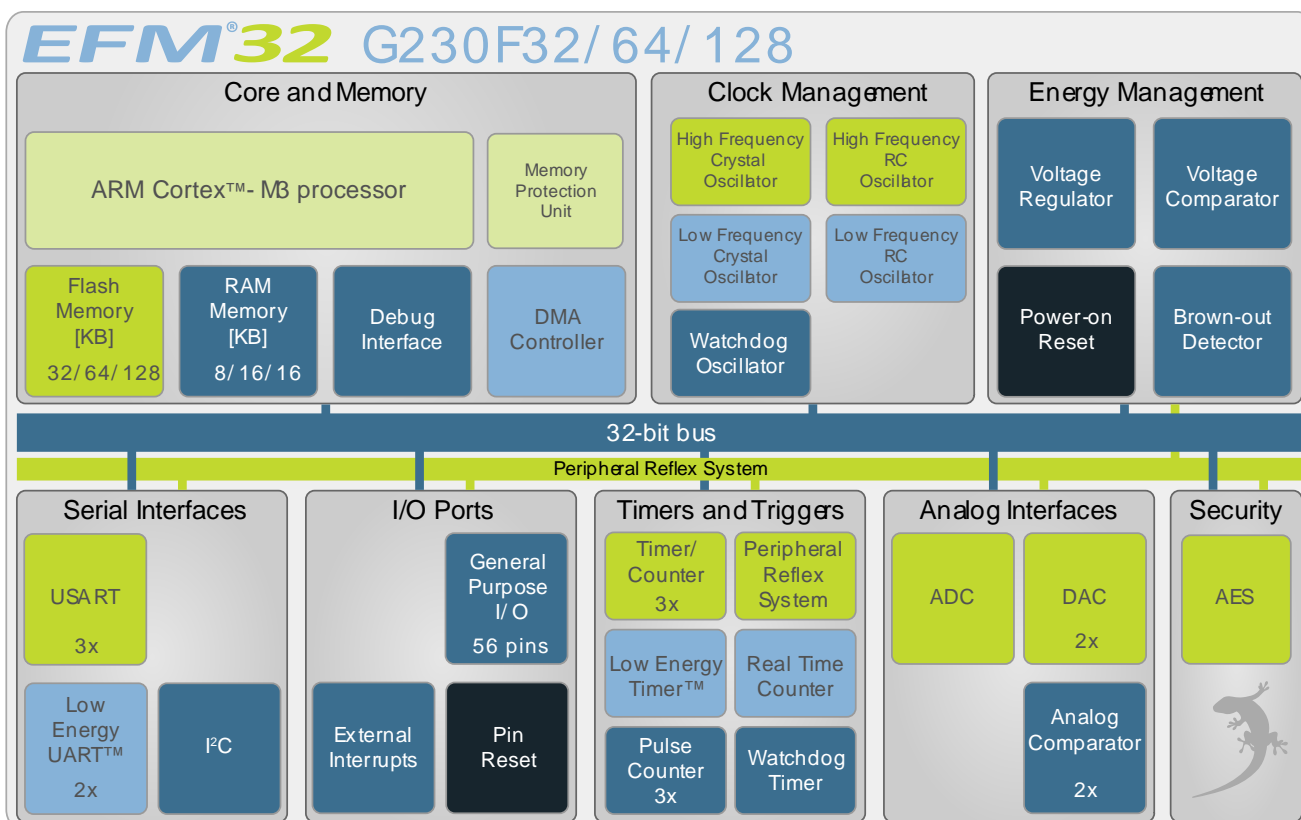 EFM®32 G230F32/64/128
Core and Memory
ARM Cortex™-M3 processor
Memory
Protection
Unit
Flash
Memory
[KB]
32/64/128
RAM
Memory
[KB]
8/16/16
Debug
Interface
DMA
Controller
Clock Management
High Frequency
Crystal
Oscillator
High Frequency
RC
Oscillator
Low Frequency
Crystal
Oscillator
Low Frequency
RC
Oscillator
Watchdog
Oscillator
Energy Management
Voltage
Regulator
Voltage
Comparator
Power-on
Reset
Brown-out
Detector
32-bit bus
Peripheral Reflex System
Serial Interfaces
USART
3x
Low
Energy
UART™
2x
I²C
I/O Ports
General
Purpose
I/O
56 pins
External
Interrupts
Pin
Reset
Timers and Triggers
Timer/
Counter
3x
Peripheral
Reflex
System
Low Energy
Timer™
Real Time
Counter
Pulse
Counter
3x
Watchdog
Timer
Analog Interfaces
ADC
DAC
2x
Analog
Comparator
2x
Security
AES